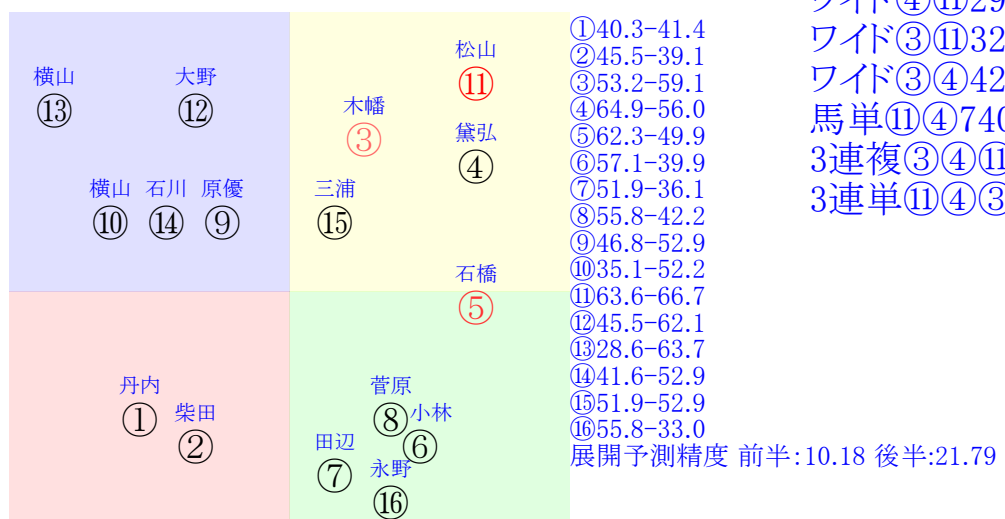 横山
⑬
大野
⑫
木幡
③
松山
⑪
黛弘
④
横山 石川 原優
⑩ ⑭ ⑨
三浦
⑮
石橋
⑤
丹内
①
柴田
②
菅原
⑧
小林
⑥
田辺
⑦
永野
⑯
①40.3-41.4
②45.5-39.1
③53.2-59.1
④64.9-56.0
⑤62.3-49.9
⑥57.1-39.9
⑦51.9-36.1
⑧55.8-42.2
⑨46.8-52.9
⑩35.1-52.2
⑪63.6-66.7
⑫45.5-62.1
⑬28.6-63.7
⑭41.6-52.9
⑮51.9-52.9
⑯55.8-33.0
展開予測精度 前半:10.18 後半:21.79
ワイド④⑪29
ワイド③⑪32
ワイド③④42
馬単⑪④740
3連複③④⑪
3連単⑪④③